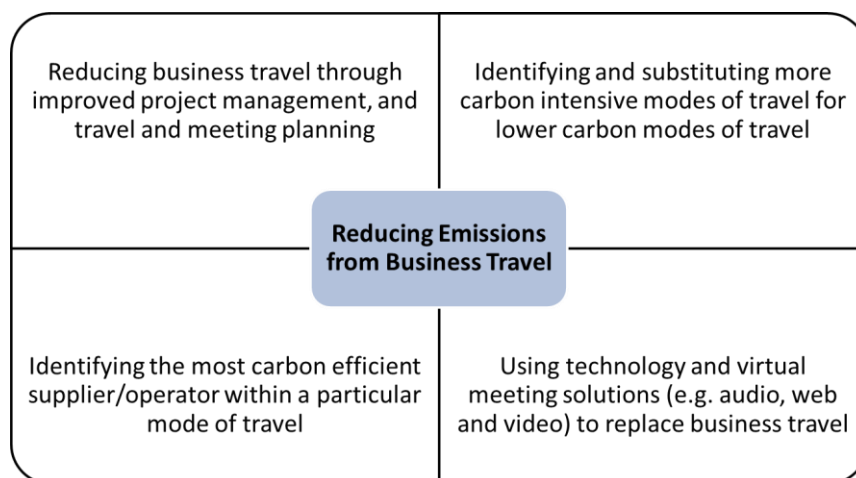 Reducing business travel through
improved project management, and
travel and meeting planning
Identifying and substituting more
carbon intensive modes of travel for
lower carbon modes of travel
Reducing Emissions
from Business Travel
Identifying the most carbon efficient
supplier/operator within a particular
mode of travel
Using technology and virtual
meeting solutions (e.g. audio, web
and video) to replace business travel